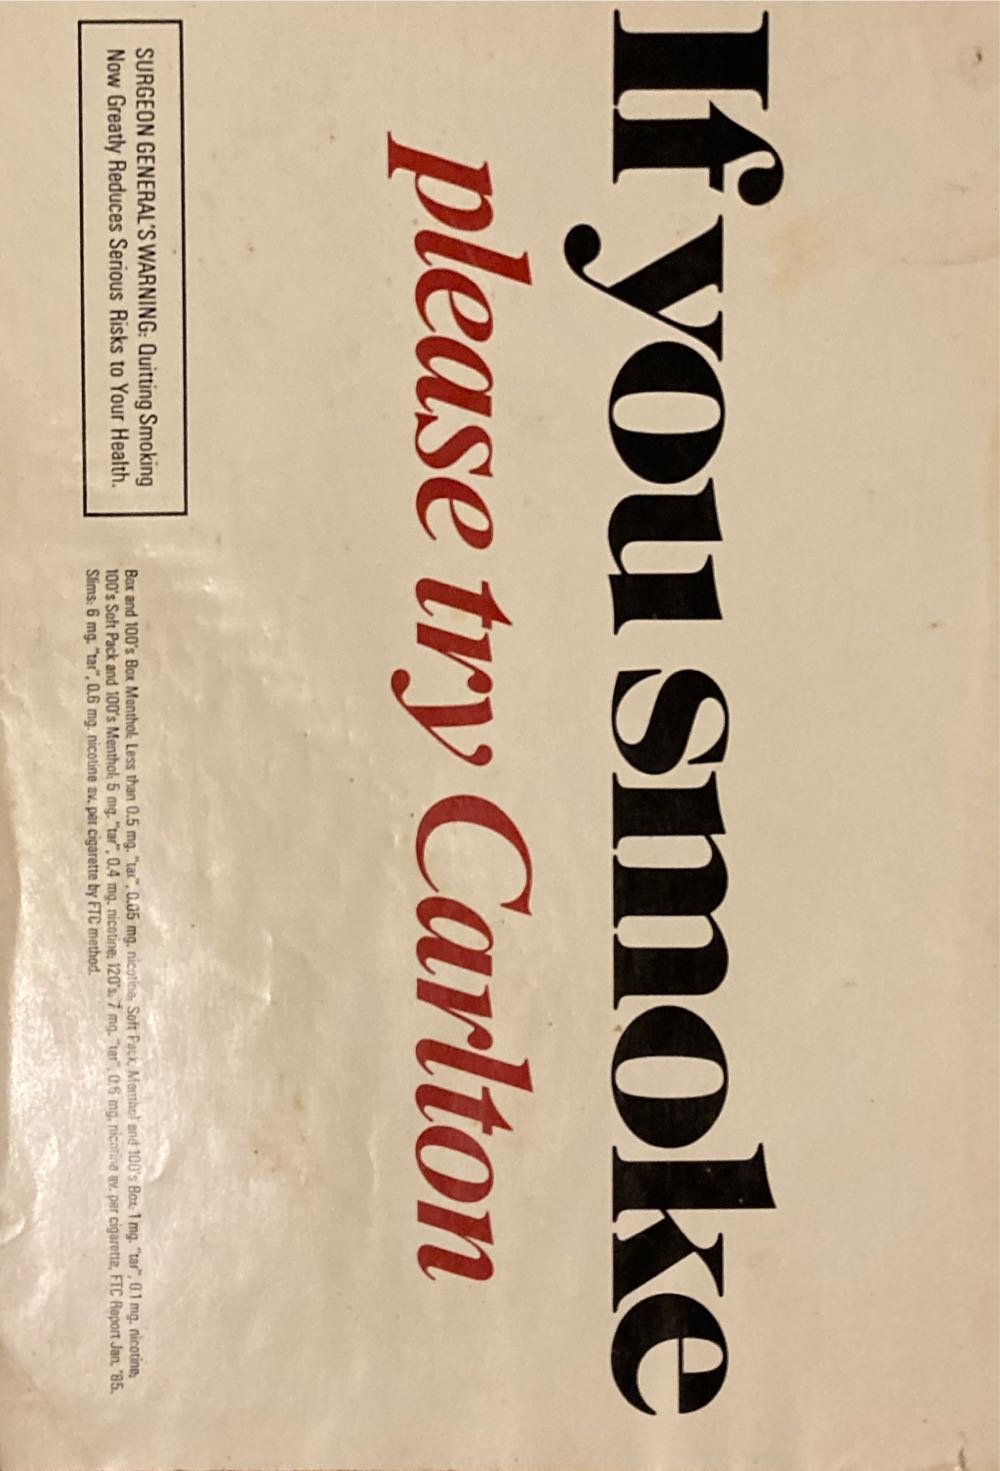 If you smoke
please try Carlton
SURGEON GENERAL'S WARNING: Quitting Smoking
Now Greatly Reduces Serious Risks to Your Health.
Box and 100's Box Menthol: Less than 0.5 mg. "tar", 0.05 mg. nicotine; Soft Pack, Menthol and 100's Box: 1 mg. "tar", 0.1 mg. nicotine;
100's Soft Pack and 100's Menthol: 5 mg. "tar", 0.4 mg. nicotine; 120's: 7 mg. "tar", 0.6 mg. nicotine av. per cigarette, FTC Report Jan. '85.
Slims: 6 mg. "tar", 0.6 mg. nicotine av. per cigarette by FTC method.